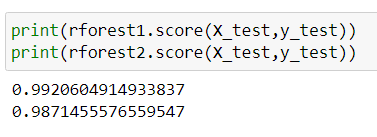 print(rforest1.score(X_test,y_test))
print(rforest2.score(X_test,y_test))
0.9920604914933837
0.9871455576559547